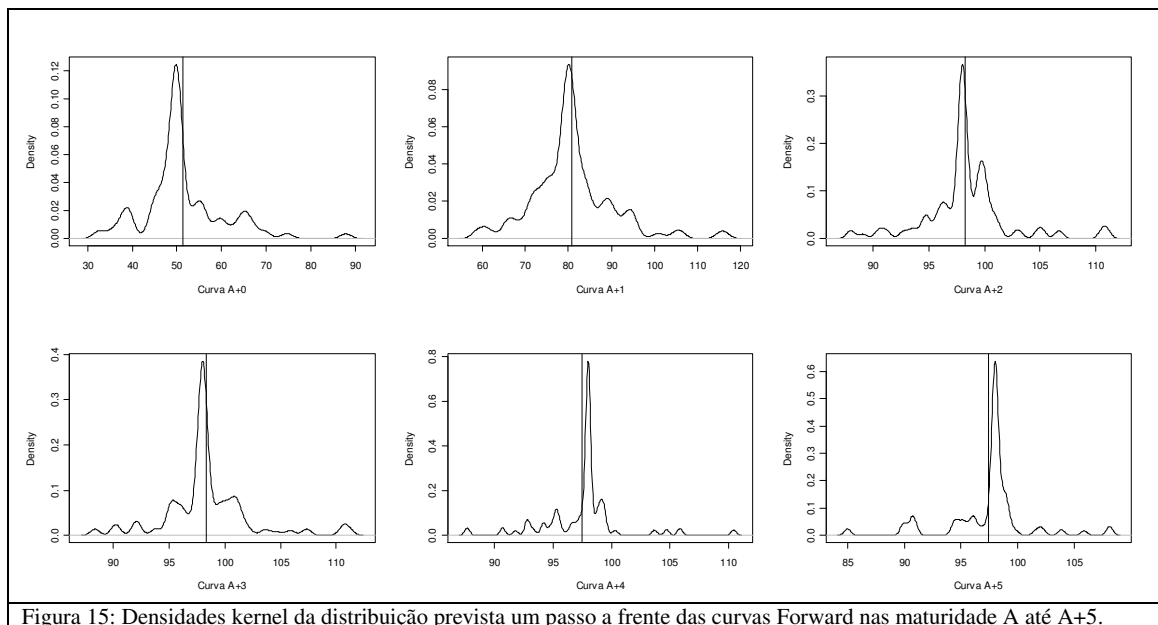 Density
0.00 0.02 0.04 0.06 0.08 0.10 0.12
30 40 50 60 70 80 90
Curva A+0
Density
0.00 0.02 0.04 0.06 0.08
60 70 80 90 100 110 120
Curva A+1
Density
0.0 0.1 0.2 0.3
90 95 100 105 110
Curva A+2
Density
0.0 0.1 0.2 0.3 0.4
90 95 100 105 110
Curva A+3
Density
0.0 0.2 0.4 0.6 0.8
90 95 100 105 110
Curva A+4
Density
0.0 0.1 0.2 0.3 0.4 0.5 0.6
85 90 95 100 105
Curva A+5
Figura 15: Densidades kernel da distribuição prevista um passo a frente das curvas Forward nas maturidade A até A+5.